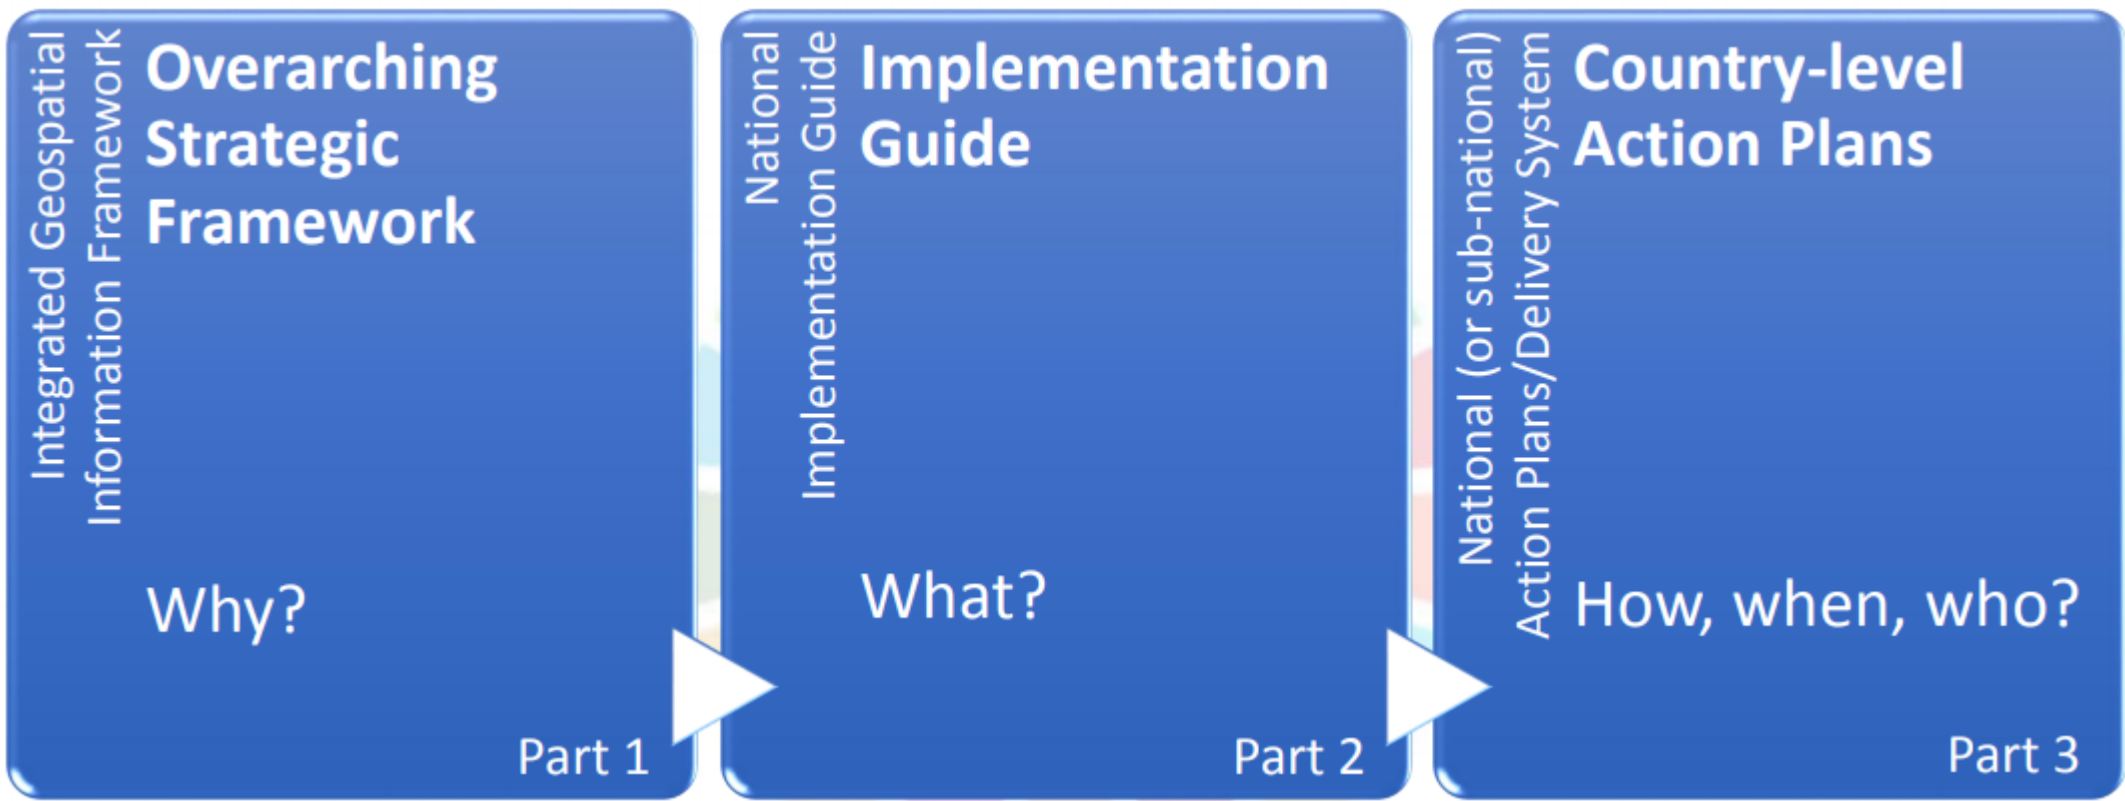 Integrated Geospatial
Information Framework
Overarching
Strategic
Framework
Why?
Part 1
National
Implementation Guide
Implementation
Guide
What?
Part 2
National (or sub-national)
Action Plans/Delivery System
Country-level
Action Plans
How, when, who?
Part 3